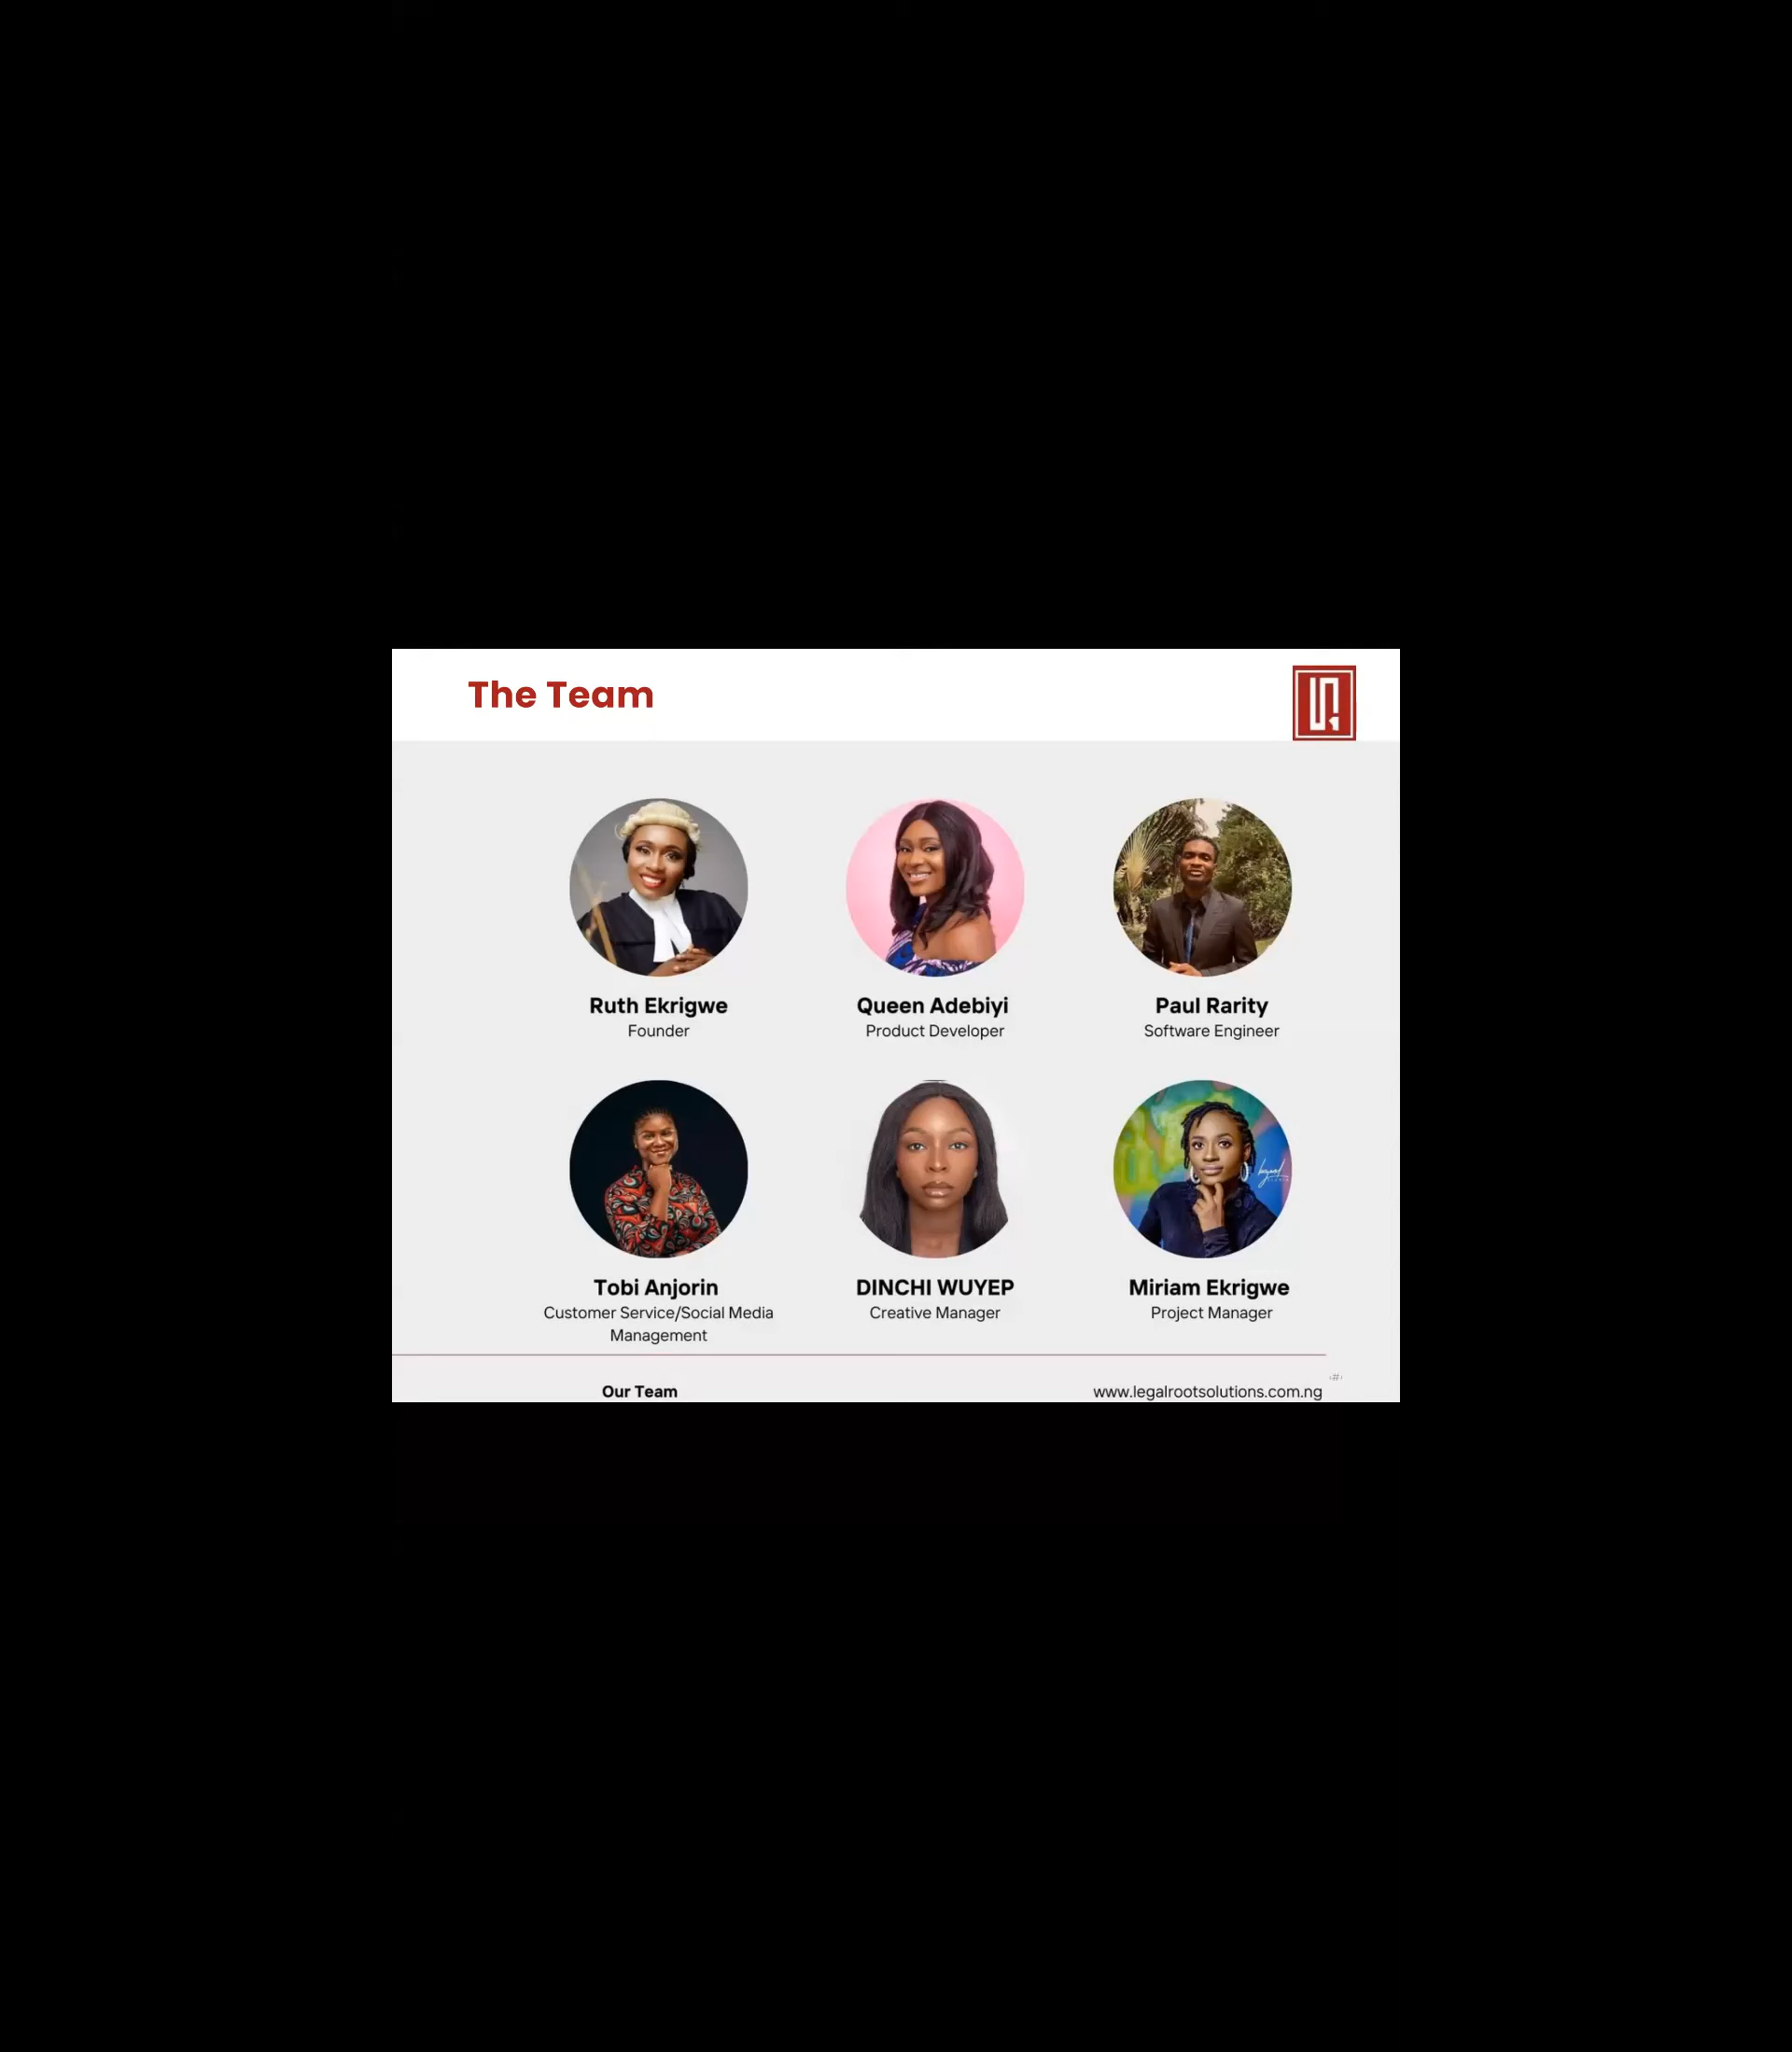 The Team
Ruth Ekrigwe
Founder
Queen Adebiyi
Product Developer
Paul Rarity
Software Engineer
Tobi Anjorin
Customer Service/Social Media
Management
DINCHI WUYEP
Creative Manager
Miriam Ekrigwe
Project Manager
Our Team
www.legalrootsolutions.com.ng